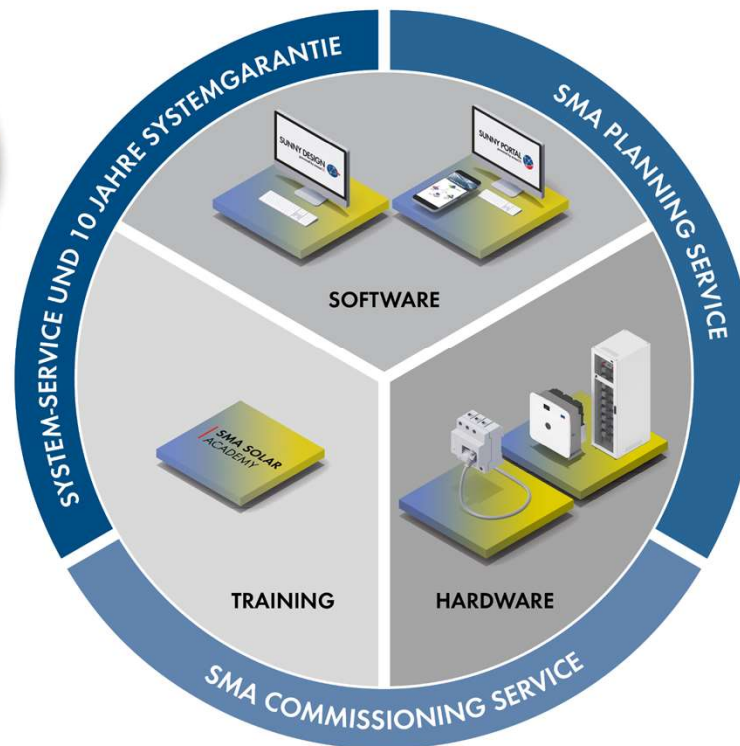 SYSTEM-SERVICE UND 10 JAHRE SYSTEMGARANTIE
SMA PLANNING SERVICE
SUNNY DESIGN
SUNNY PORTAL
SOFTWARE
SMA SOLAR
ACADEMY
TRAINING
HARDWARE
SMA COMMISSIONING SERVICE